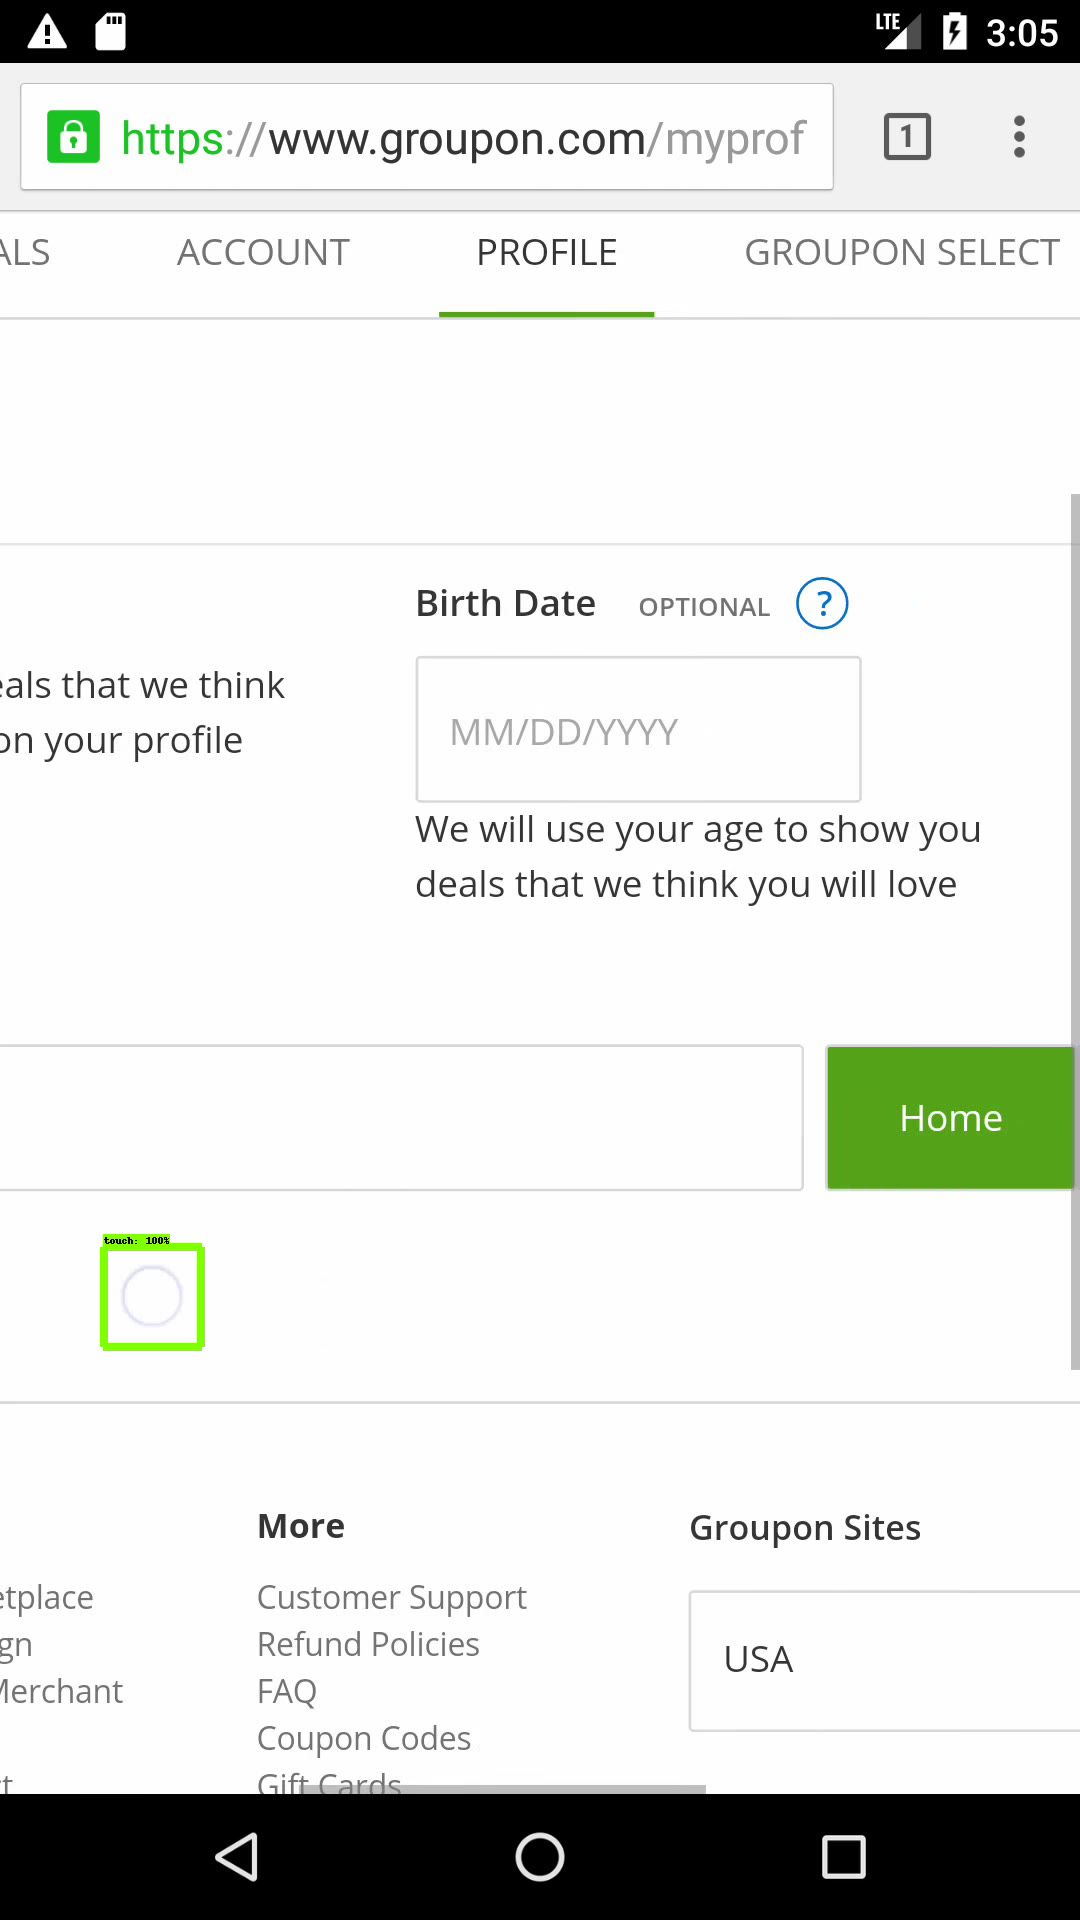 LTE 3:05
https://www.groupon.com/myprof 1
ALS ACCOUNT PROFILE GROUPON SELECT
Birth Date OPTIONAL ?
eals that we think
on your profile
MM/DD/YYYY
We will use your age to show you
deals that we think you will love
Home
touch: 100%
More
Groupon Sites
etplace
gn
Merchant
t
Customer Support
Refund Policies
FAQ
Coupon Codes
Gift Cards
USA